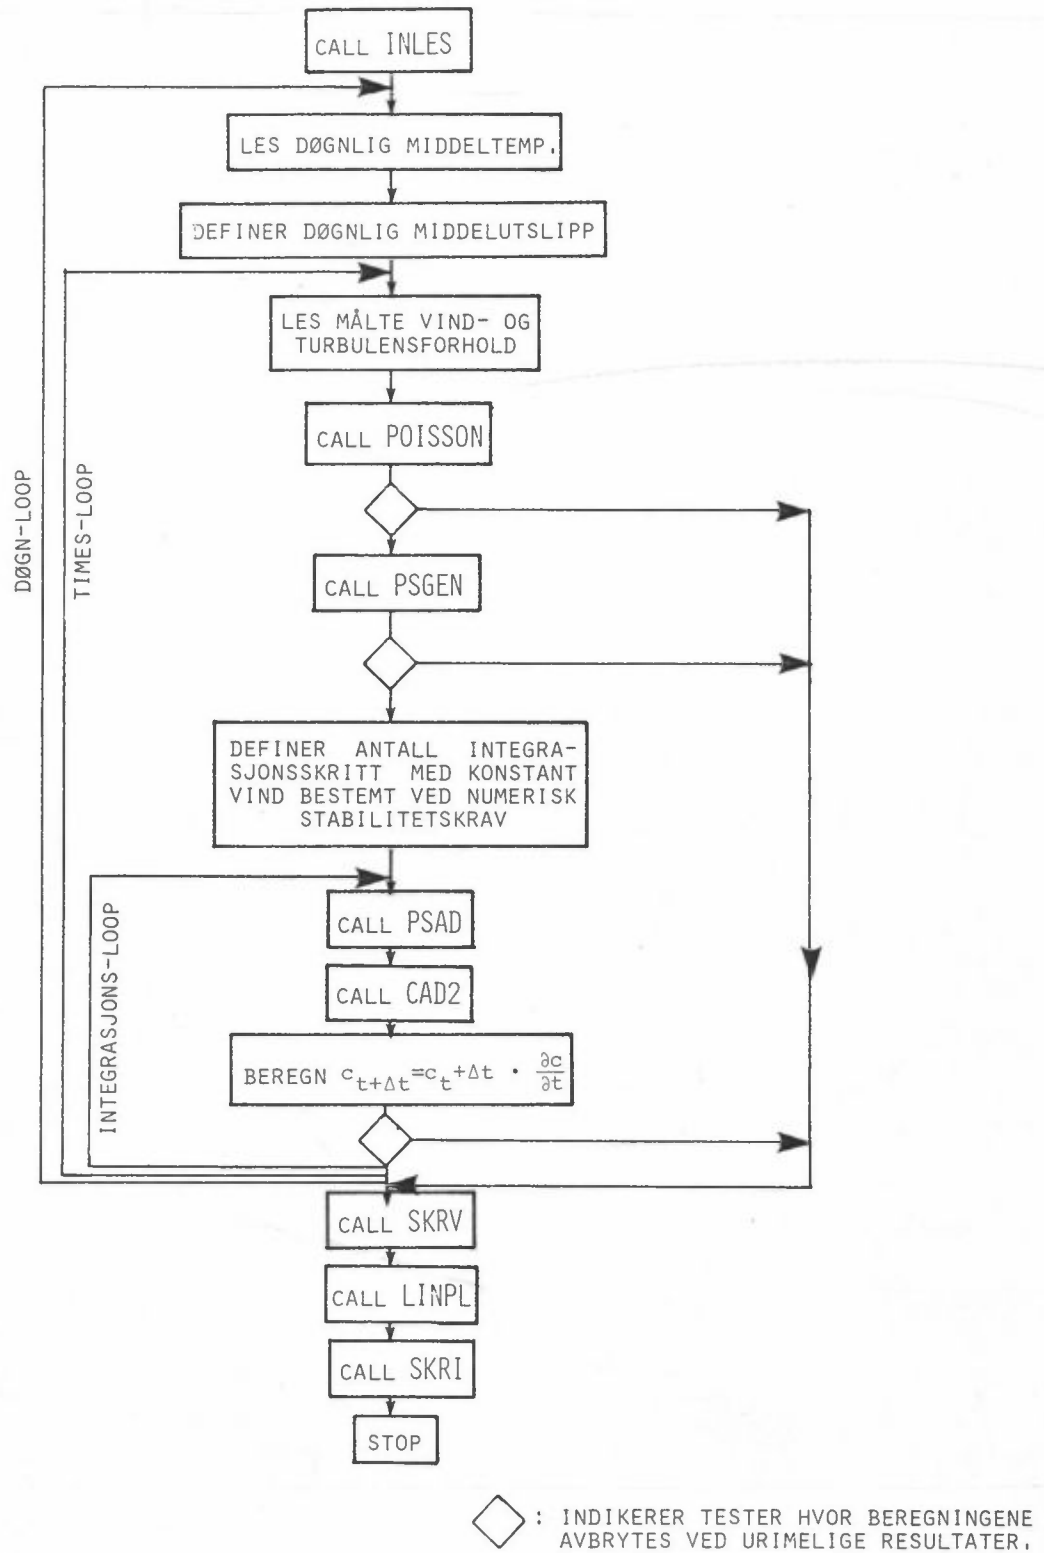 CALL INLES
LES DØGNLIG MIDDELTEMP.
DEFINER DØGNLIG MIDDELUTSLIPP
LES MÅLTE VIND- OG
TURBULENSFORHOLD
CALL POISSON
DØGN-LOOP
TIMES-LOOP
CALL PSGEN
DEFINER ANTALL INTEGRA-
SJONSSKRITT MED KONSTANT
VIND BESTEMT VED NUMERISK
STABILITETSKRAV
INTEGRASJONS-LOOP
CALL PSAD
CALL CAD2
BEREGN c_{t+Δt}=c_t+Δt · ∂c/∂t
CALL SKRV
CALL LINPL
CALL SKRI
STOP
: INDIKERER TESTER HVOR BEREGNINGENE
AVBRYTES VED URIMELIGE RESULTATER.